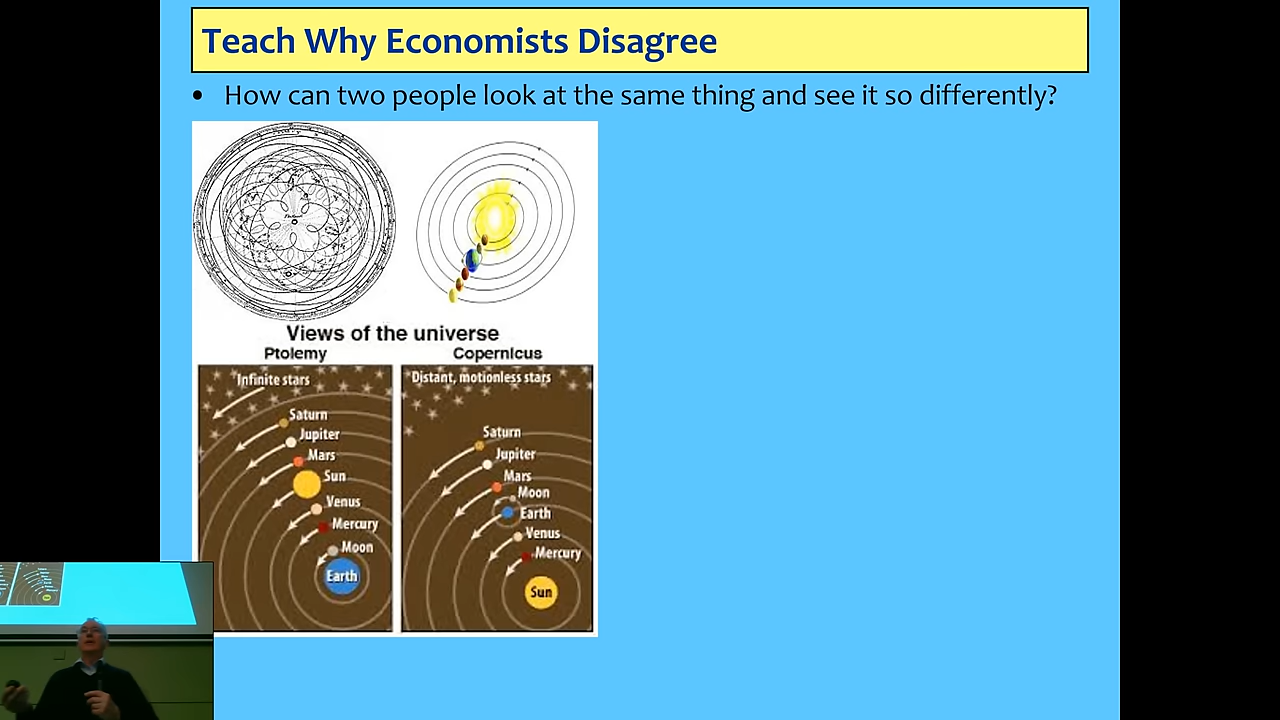 Teach Why Economists Disagree
• How can two people look at the same thing and see it so differently?
Views of the universe
Ptolemy
Copernicus
Infinite stars
Saturn
Jupiter
Mars
Sun
Venus
Mercury
Moon
Earth
Distant, motionless stars
Saturn
Jupiter
Mars
Moon
Earth
Venus
Mercury
Sun